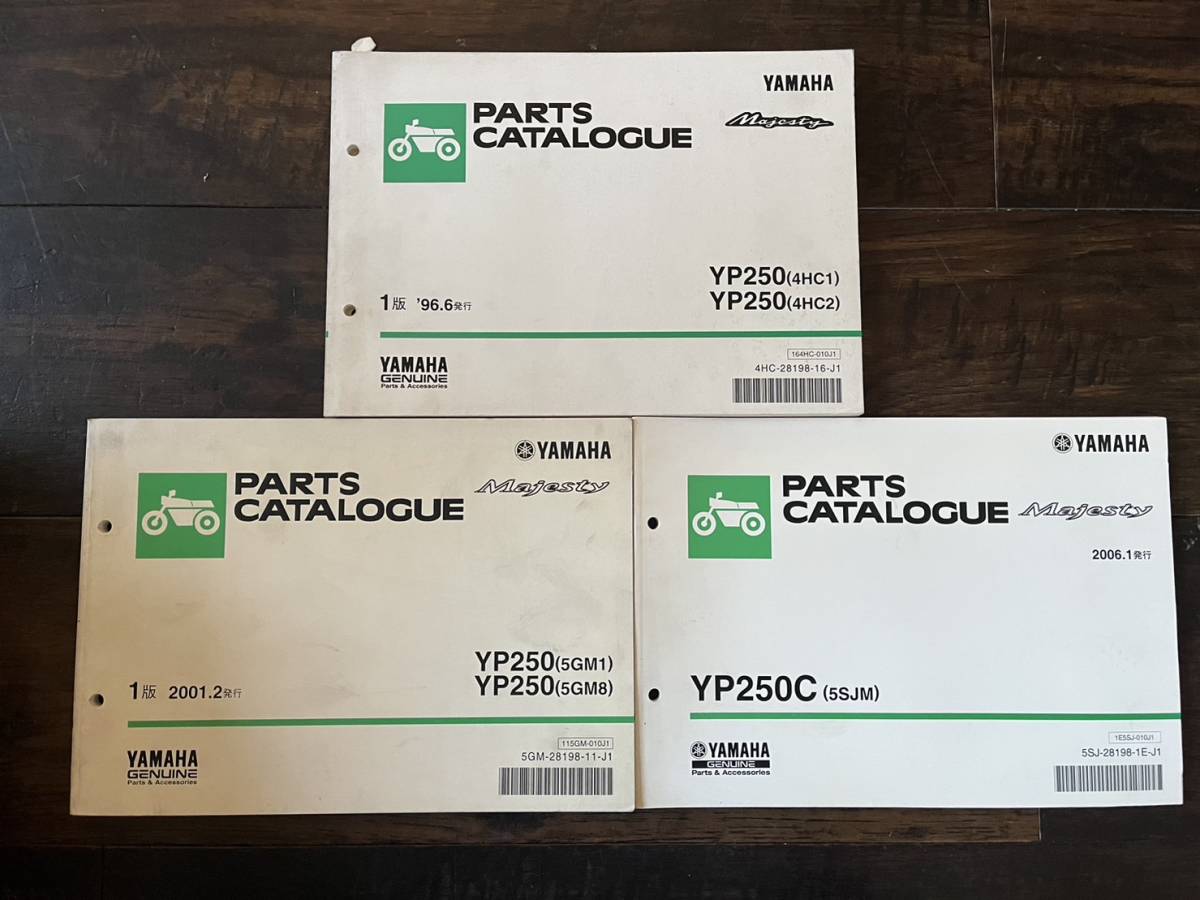 YAMAHA
PARTS
CATALOGUE
Majesty
YP250(4HC1)
YP250(4HC2)
1版 '96.6発行
YAMAHA
GENUINE
Parts & Accessories
164HC-010J1
4HC-28198-16-J1
YAMAHA
PARTS
CATALOGUE
Majesty
YP250(5GM1)
YP250(5GM8)
1版 2001.2発行
YAMAHA
GENUINE
Parts & Accessories
115GM-010J1
5GM-28198-11-J1
YAMAHA
PARTS
CATALOGUE
Majesty
2006.1発行
YP250C (5SJM)
YAMAHA
GENUINE
Parts & Accessories
1E5SJ-010J1
5SJ-28198-1E-J1